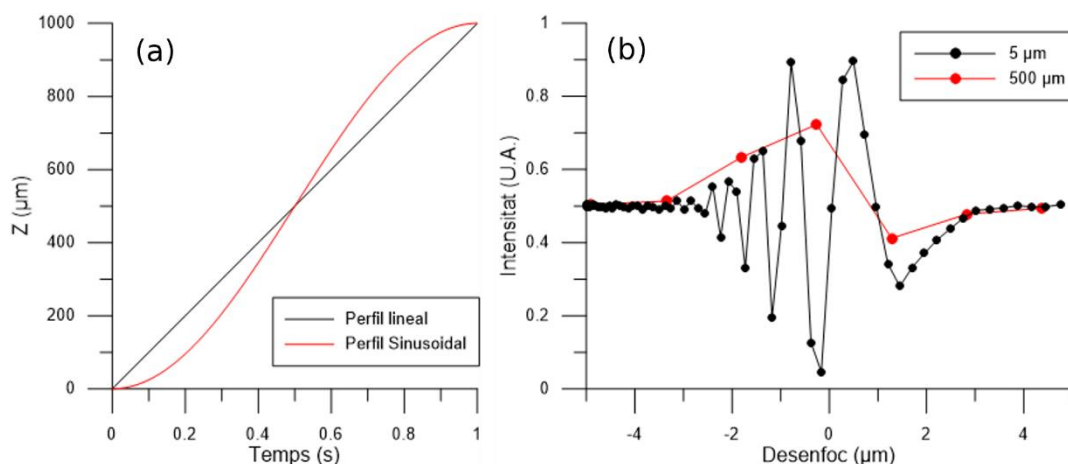 (a)
Z (µm)
1000
800
600
400
200
0
0
0.2
0.4
0.6
0.8
1
Temps (s)
Perfil lineal
Perfil Sinusoidal
(b)
Intensitat (U.A.)
1
0.8
0.6
0.4
0.2
0
-4
-2
0
2
4
Desenfoc (µm)
5 µm
500 µm